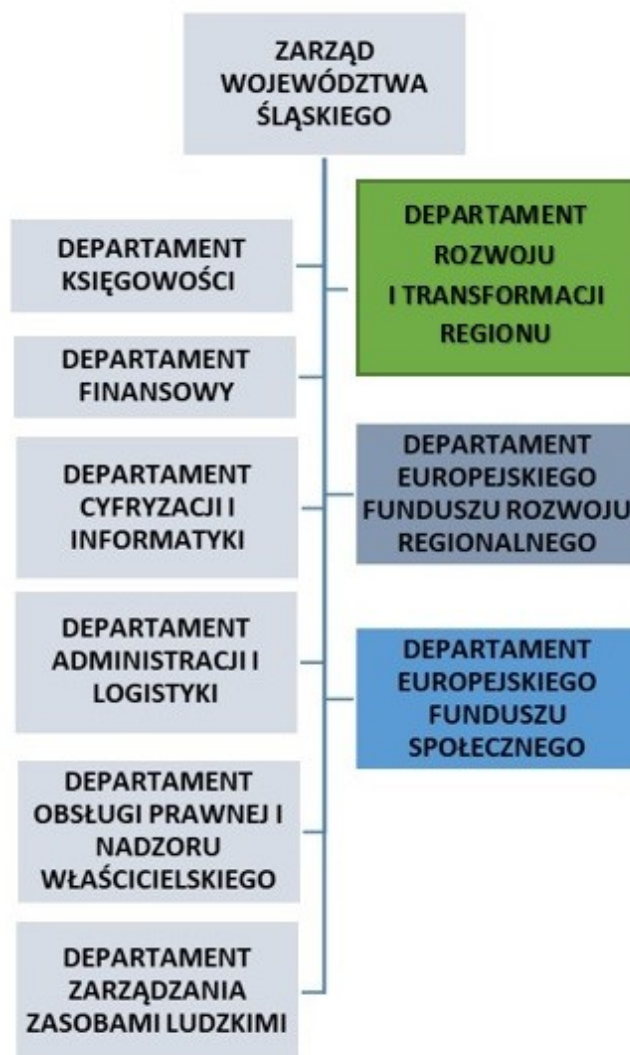 ZARZĄD
WOJEWÓDZTWA
ŚLĄSKIEGO
DEPARTAMENT
KSIĘGOWOŚCI
DEPARTAMENT
FINANSOWY
DEPARTAMENT
CYFRYZACJI I
INFORMATYKI
DEPARTAMENT
ADMINISTRACJI I
LOGISTYKI
DEPARTAMENT
OBSŁUGI PRAWNEJ I
NADZORU
WŁAŚCICIELSKIEGO
DEPARTAMENT
ZARZĄDZANIA
ZASOBAMI LUDZKIMI
DEPARTAMENT
ROZWOJU
I TRANSFORMACJI
REGIONU
DEPARTAMENT
EUROPEJSKIEGO
FUNDUSZU ROZWOJU
REGIONALNEGO
DEPARTAMENT
EUROPEJSKIEGO
FUNDUSZU
SPOŁECZNEGO